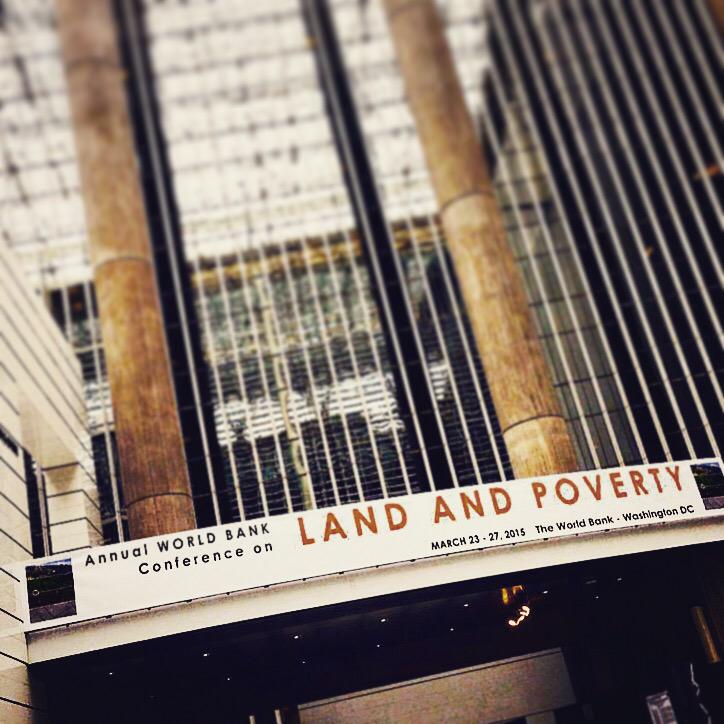 Annual WORLD BANK
Conference on
LAND AND POVERTY
MARCH 23 - 27, 2015 The World Bank - Washington DC